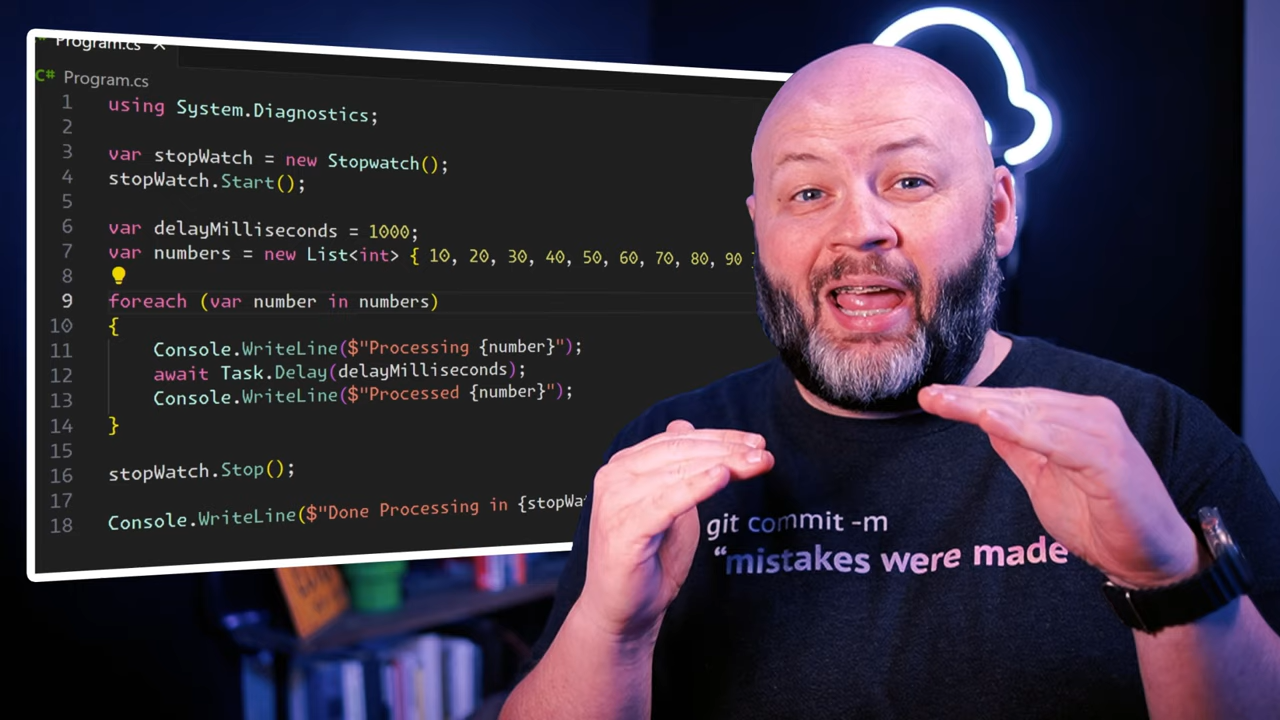 Program.cs ×
C# Program.cs
1 using System.Diagnostics;
2
3 var stopWatch = new Stopwatch();
4 stopWatch.Start();
5
6 var delayMilliseconds = 1000;
7 var numbers = new List<int> { 10, 20, 30, 40, 50, 60, 70, 80, 90
8
9 foreach (var number in numbers)
10 {
11 Console.WriteLine($"Processing {number}");
12 await Task.Delay(delayMilliseconds);
13 Console.WriteLine($"Processed {number}");
14 }
15
16 stopWatch.Stop();
17
18 Console.WriteLine($"Done Processing in {stopWa
git commit -m
“mistakes were made